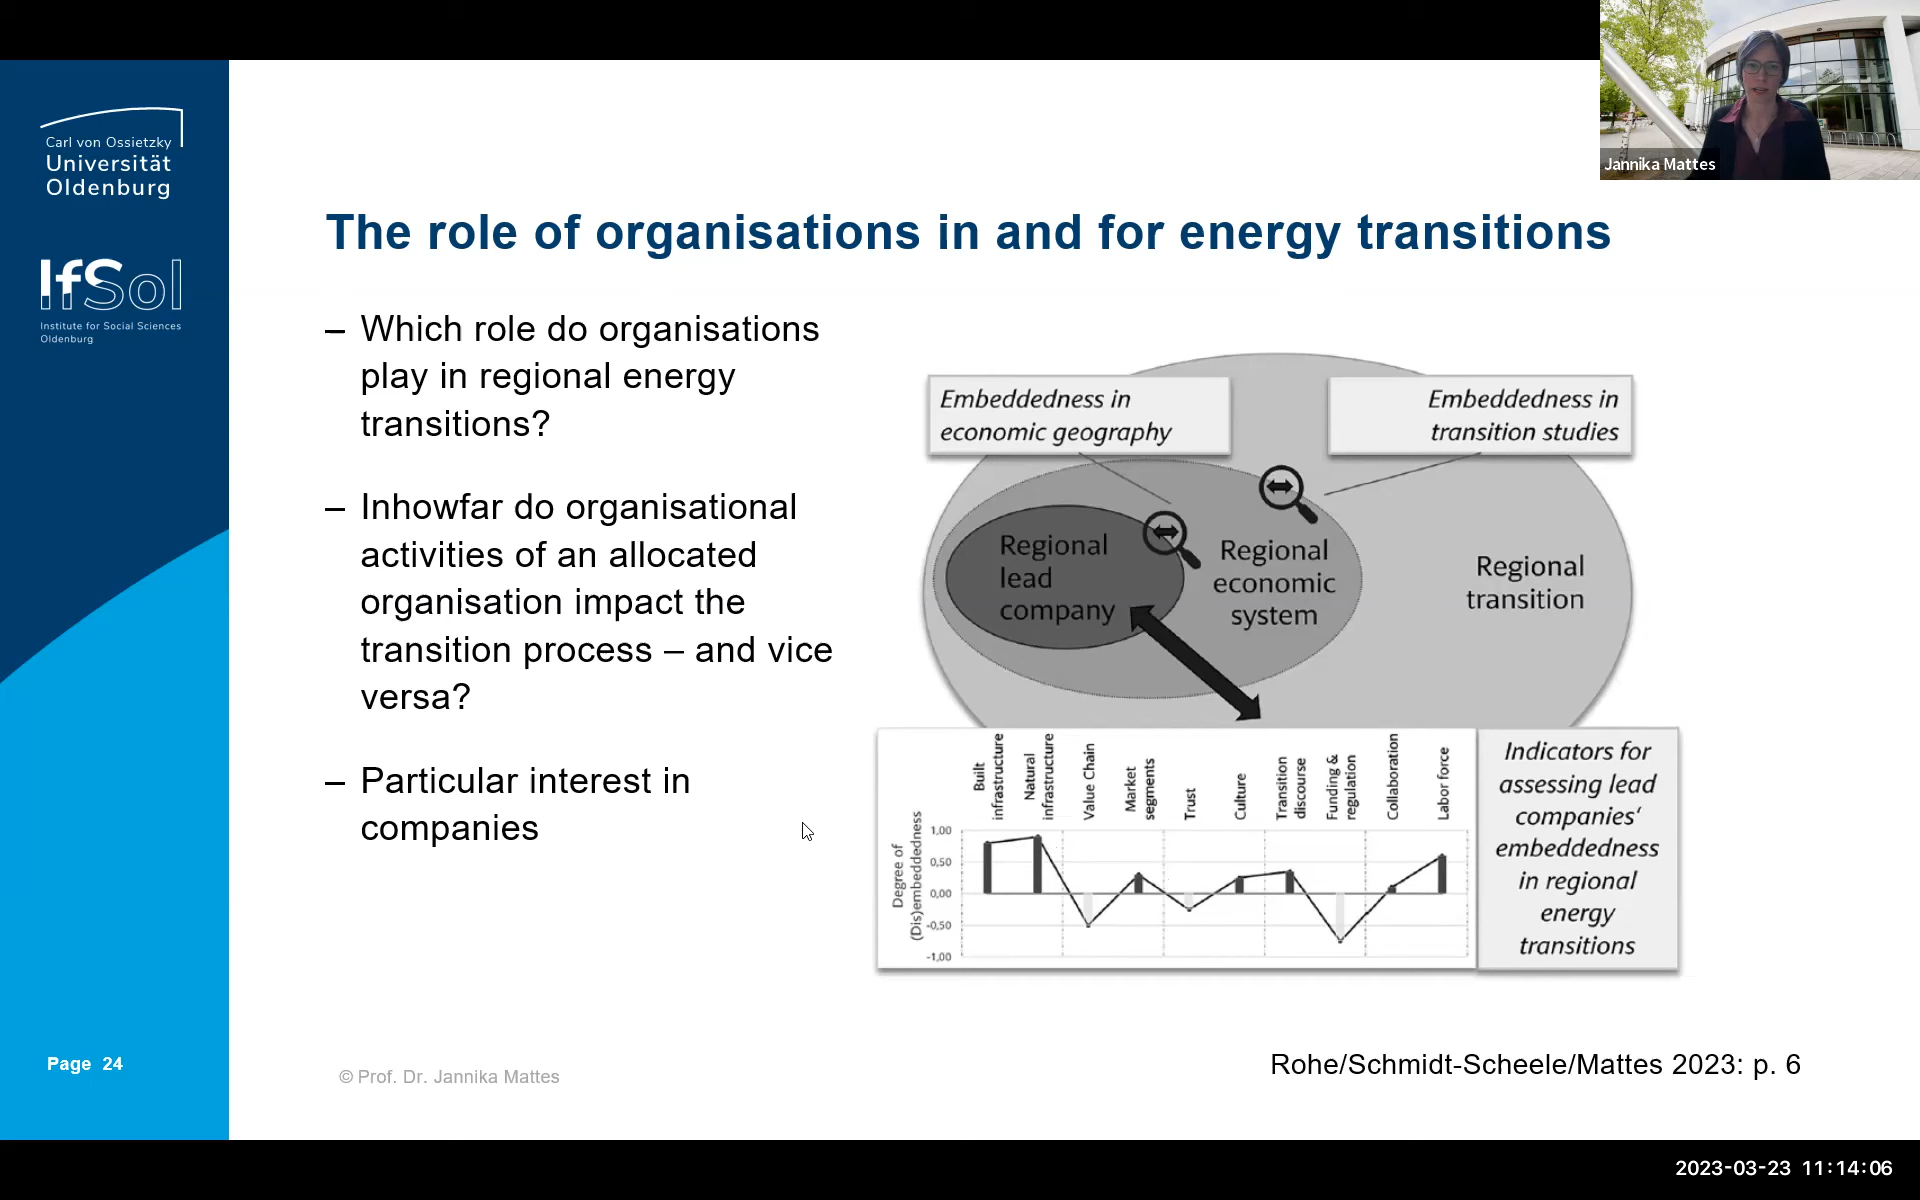 Jannika Mattes
Carl von Ossietzky
Universität
Oldenburg
IfSol
Institute for Social Sciences
Oldenburg
The role of organisations in and for energy transitions
– Which role do organisations
play in regional energy
transitions?
– Inhowfar do organisational
activities of an allocated
organisation impact the
transition process – and vice
versa?
– Particular interest in
companies
Embeddedness in
economic geography
Embeddedness in
transition studies
Regional
lead
company
Regional
economic
system
Regional
transition
Built
infrastructure
Natural
infrastructure
Value Chain
Market
segments
Trust
Culture
Transition
discourse
Funding &
regulation
Collaboration
Labor force
Degree of
(Dis)embeddedness
1,00
0,50
0,00
-0,50
-1,00
Indicators for
assessing lead
companies‘
embeddedness
in regional
energy
transitions
Page 24
© Prof. Dr. Jannika Mattes
Rohe/Schmidt-Scheele/Mattes 2023: p. 6
2023-03-23 11:14:06